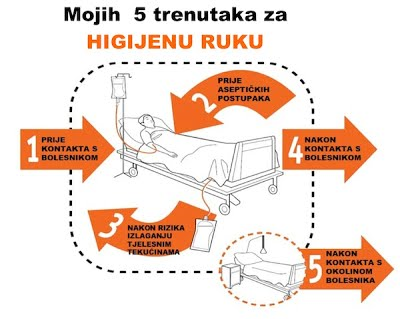 Mojih 5 trenutaka za
HIGIJENU RUKU
1
PRIJE
KONTAKTA S
BOLESNIKOM
2
PRIJE
ASEPTIČKIH
POSTUPAKA
3
NAKON RIZIKA
IZLAGANJU
TJELESNIM
TEKUĆINAMA
4
NAKON
KONTAKTA S
BOLESNIKOM
5
NAKON
KONTAKTA S
OKOLINOM
BOLESNIKA